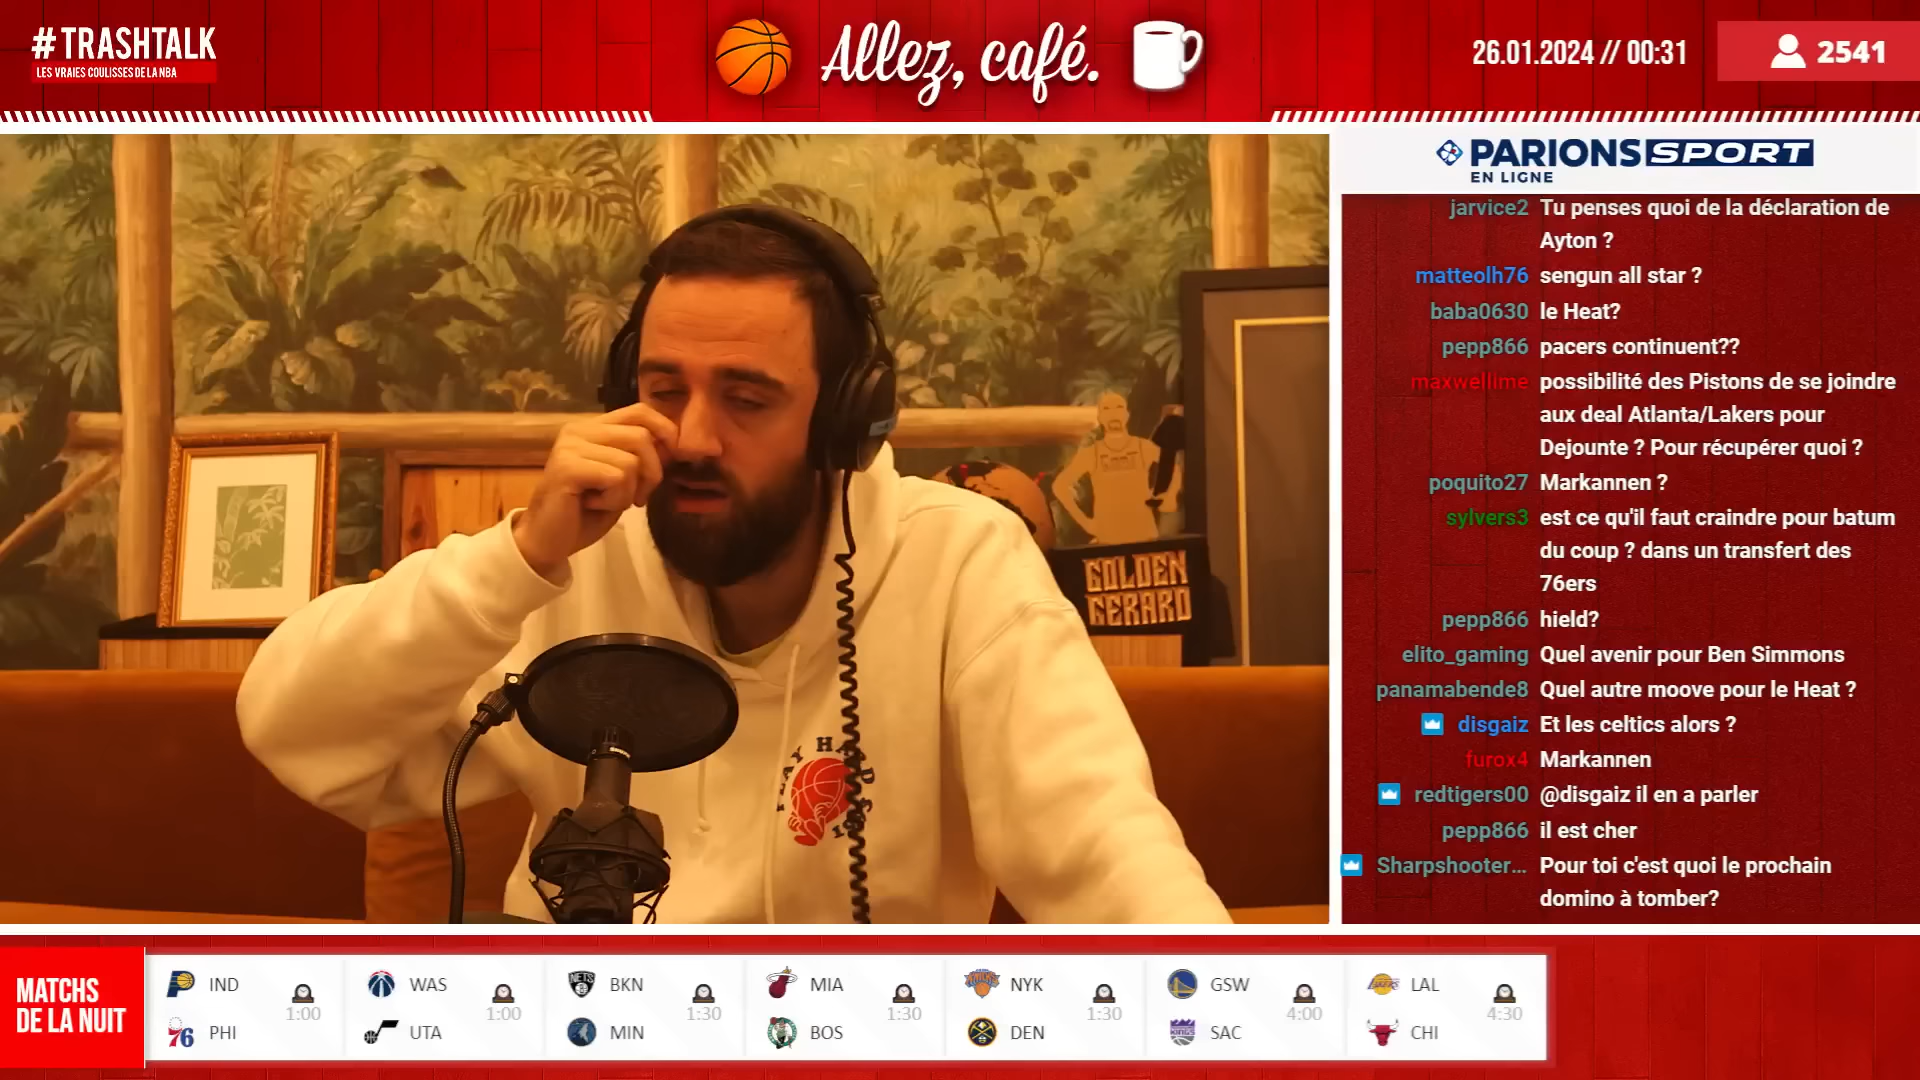 #TRASHTALK
LES VRAIES COULISSES DE LA NBA
Allez, café.
26.01.2024 // 00:31
2541
PARIONS SPORT
EN LIGNE
jarvice2 Tu penses quoi de la déclaration de
Ayton ?
matteolh76 sengun all star ?
baba0630 le Heat?
pepp866 pacers continuent??
maxwellime possibilité des Pistons de se joindre
aux deal Atlanta/Lakers pour
Dejounte ? Pour récupérer quoi ?
poquito27 Markannen ?
sylvers3 est ce qu'il faut craindre pour batum
du coup ? dans un transfert des
76ers
pepp866 hield?
elito_gaming Quel avenir pour Ben Simmons
panamabende8 Quel autre moove pour le Heat ?
disgaiz Et les celtics alors ?
furox4 Markannen
redtigers00 @disgaiz il en a parler
pepp866 il est cher
Sharpshooter... Pour toi c'est quoi le prochain
domino à tomber?
GOLDEN
GERARD
PLAY HARD
MATCHS
DE LA NUIT
IND
PHI
1:00
WAS
UTA
1:00
BKN
MIN
1:30
MIA
BOS
1:30
NYK
DEN
1:30
GSW
SAC
4:00
LAL
CHI
4:30